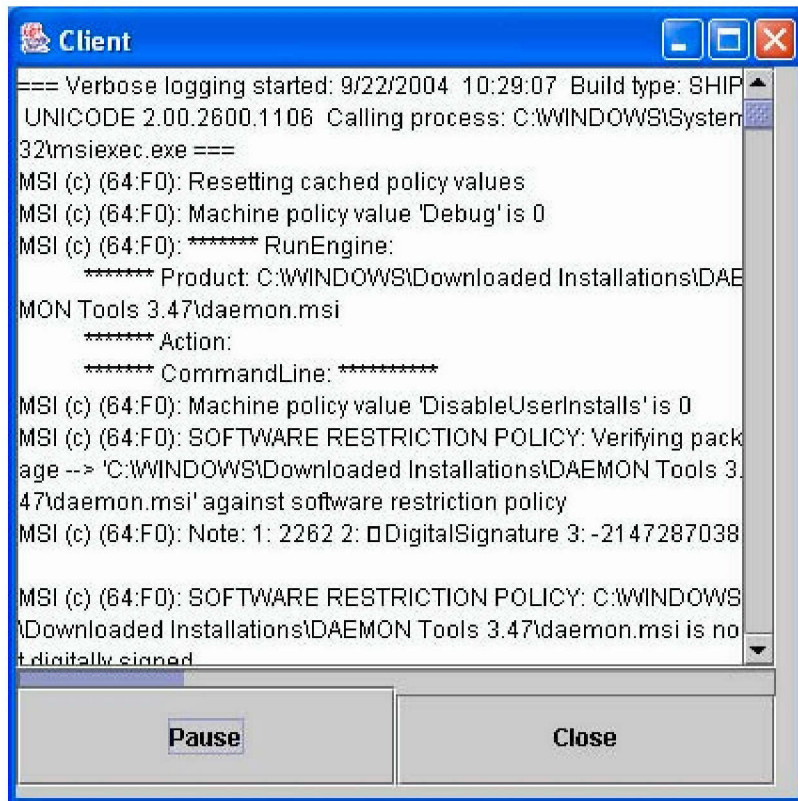 Client
=== Verbose logging started: 9/22/2004  10:29:07  Build type: SHIP
UNICODE 2.00.2600.1106  Calling process: C:\WINDOWS\System
32\msiexec.exe ===
MSI (c) (64:F0): Resetting cached policy values
MSI (c) (64:F0): Machine policy value 'Debug' is 0
MSI (c) (64:F0): ******* RunEngine:
******* Product: C:\WINDOWS\Downloaded Installations\DAE
MON Tools 3.47\daemon.msi
******* Action:
******* CommandLine: **********
MSI (c) (64:F0): Machine policy value 'DisableUserInstalls' is 0
MSI (c) (64:F0): SOFTWARE RESTRICTION POLICY: Verifying pack
age --> 'C:\WINDOWS\Downloaded Installations\DAEMON Tools 3.
47\daemon.msi' against software restriction policy
MSI (c) (64:F0): Note: 1: 2262 2: □DigitalSignature 3: -2147287038
MSI (c) (64:F0): SOFTWARE RESTRICTION POLICY: C:\WINDOWS
\Downloaded Installations\DAEMON Tools 3.47\daemon.msi is no
t digitally signed
Pause
Close